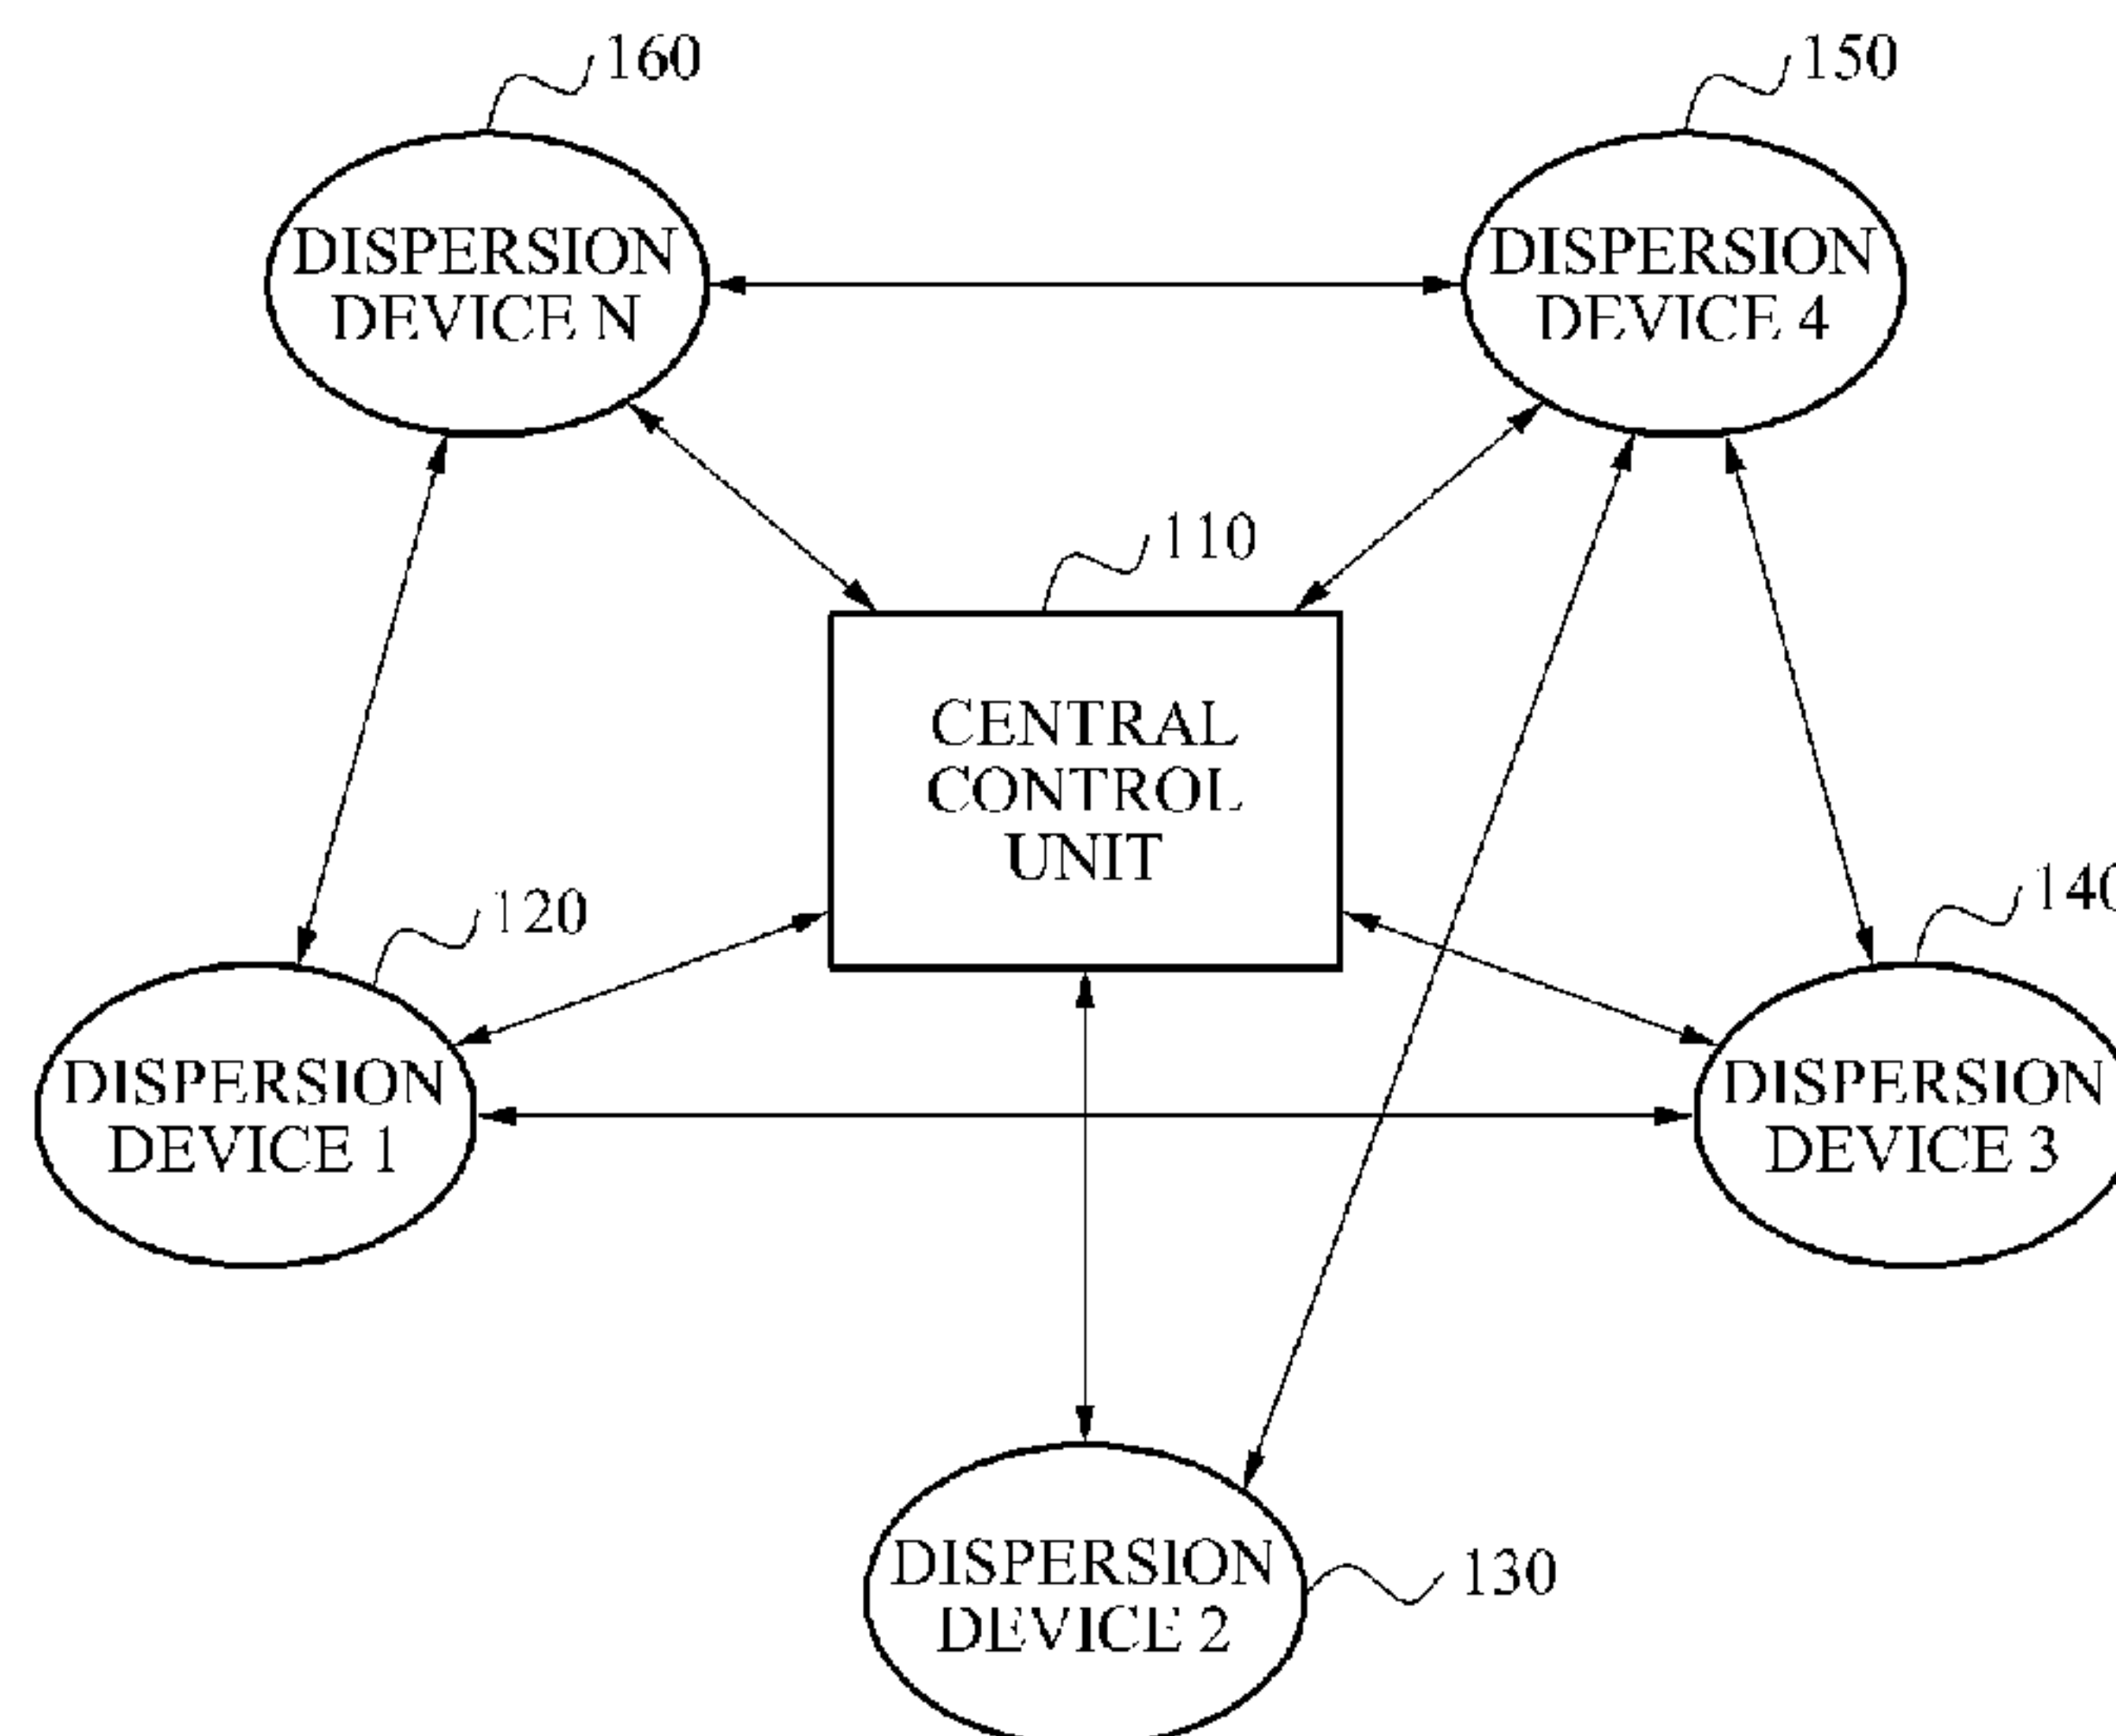 160
150
DISPERSION
DEVICE N
DISPERSION
DEVICE 4
110
CENTRAL
CONTROL
UNIT
120
140
DISPERSION
DEVICE 1
DISPERSION
DEVICE 3
DISPERSION
DEVICE 2
130